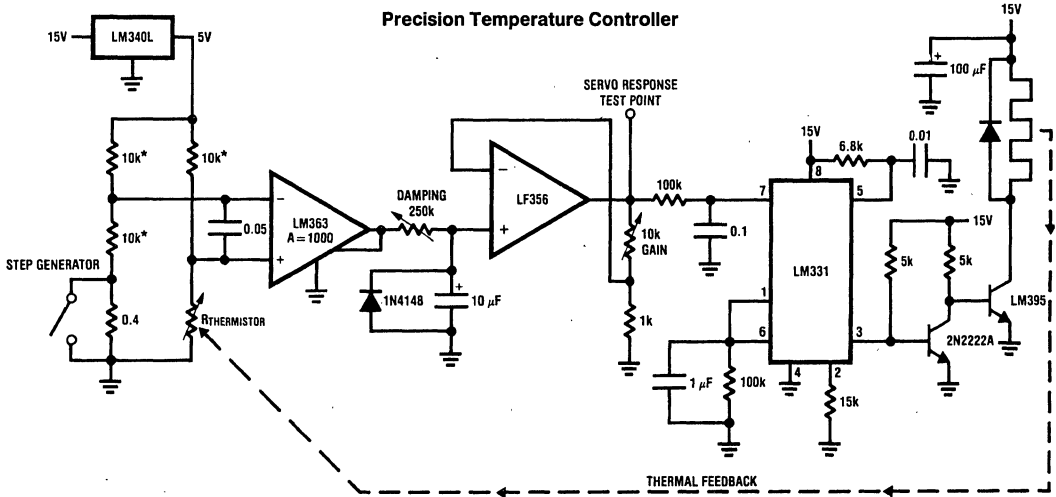 Precision Temperature Controller
15V
LM340L
5V
10k*
10k*
10k*
0.05
STEP GENERATOR
0.4
RTHERMISTOR
−
LM363
A = 1000
+
DAMPING
250k
1N4148
+
10 µF
−
LF356
+
SERVO RESPONSE
TEST POINT
10k
GAIN
1k
100k
0.1
15V
8
6.8k
0.01
7
5
LM331
1
6
3
4
2
1 µF
100k
15k
15V
5k
5k
2N2222A
LM395
15V
+
100 µF
THERMAL FEEDBACK